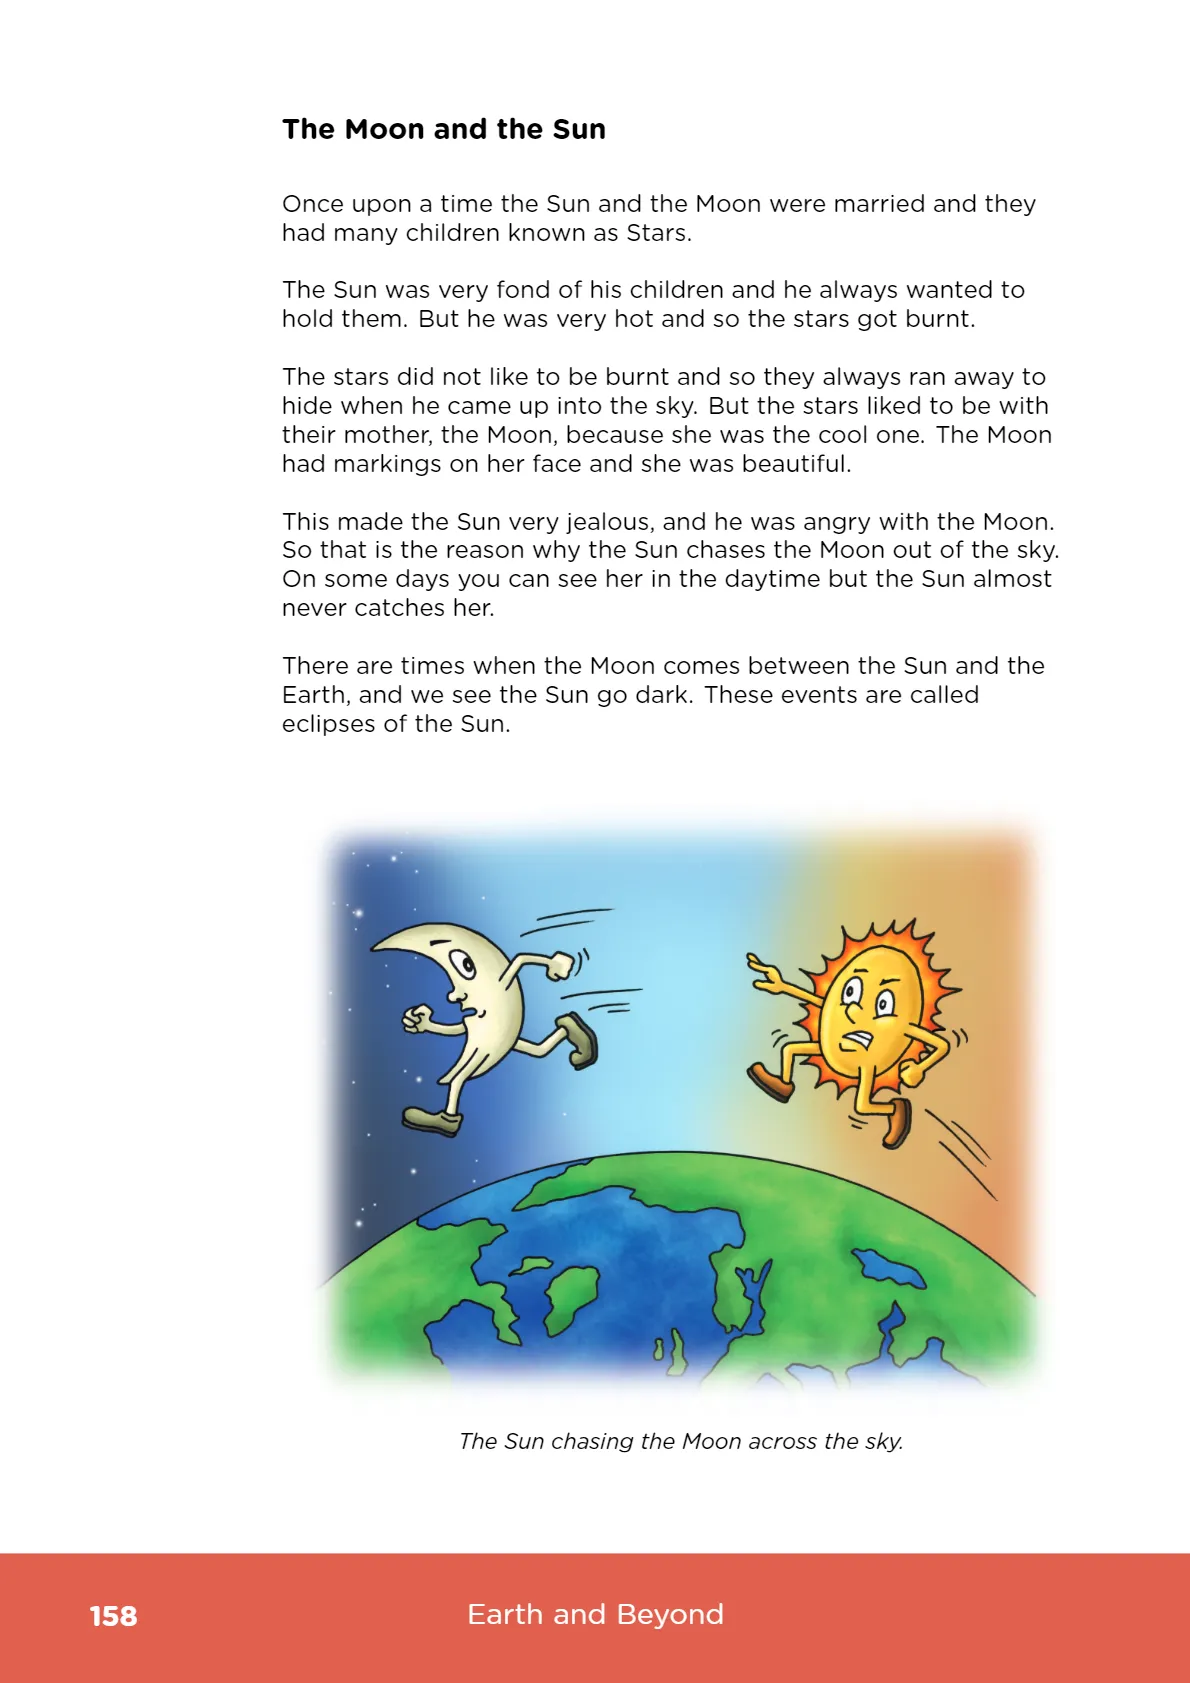 The Moon and the Sun
Once upon a time the Sun and the Moon were married and they
had many children known as Stars.
The Sun was very fond of his children and he always wanted to
hold them. But he was very hot and so the stars got burnt.
The stars did not like to be burnt and so they always ran away to
hide when he came up into the sky. But the stars liked to be with
their mother, the Moon, because she was the cool one. The Moon
had markings on her face and she was beautiful.
This made the Sun very jealous, and he was angry with the Moon.
So that is the reason why the Sun chases the Moon out of the sky.
On some days you can see her in the daytime but the Sun almost
never catches her.
There are times when the Moon comes between the Sun and the
Earth, and we see the Sun go dark. These events are called
eclipses of the Sun.
The Sun chasing the Moon across the sky.
158
Earth and Beyond